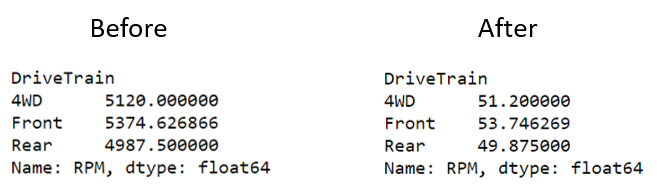 Before
DriveTrain
4WD 5120.000000
Front 5374.626866
Rear 4987.500000
Name: RPM, dtype: float64
After
DriveTrain
4WD 51.200000
Front 53.746269
Rear 49.875000
Name: RPM, dtype: float64